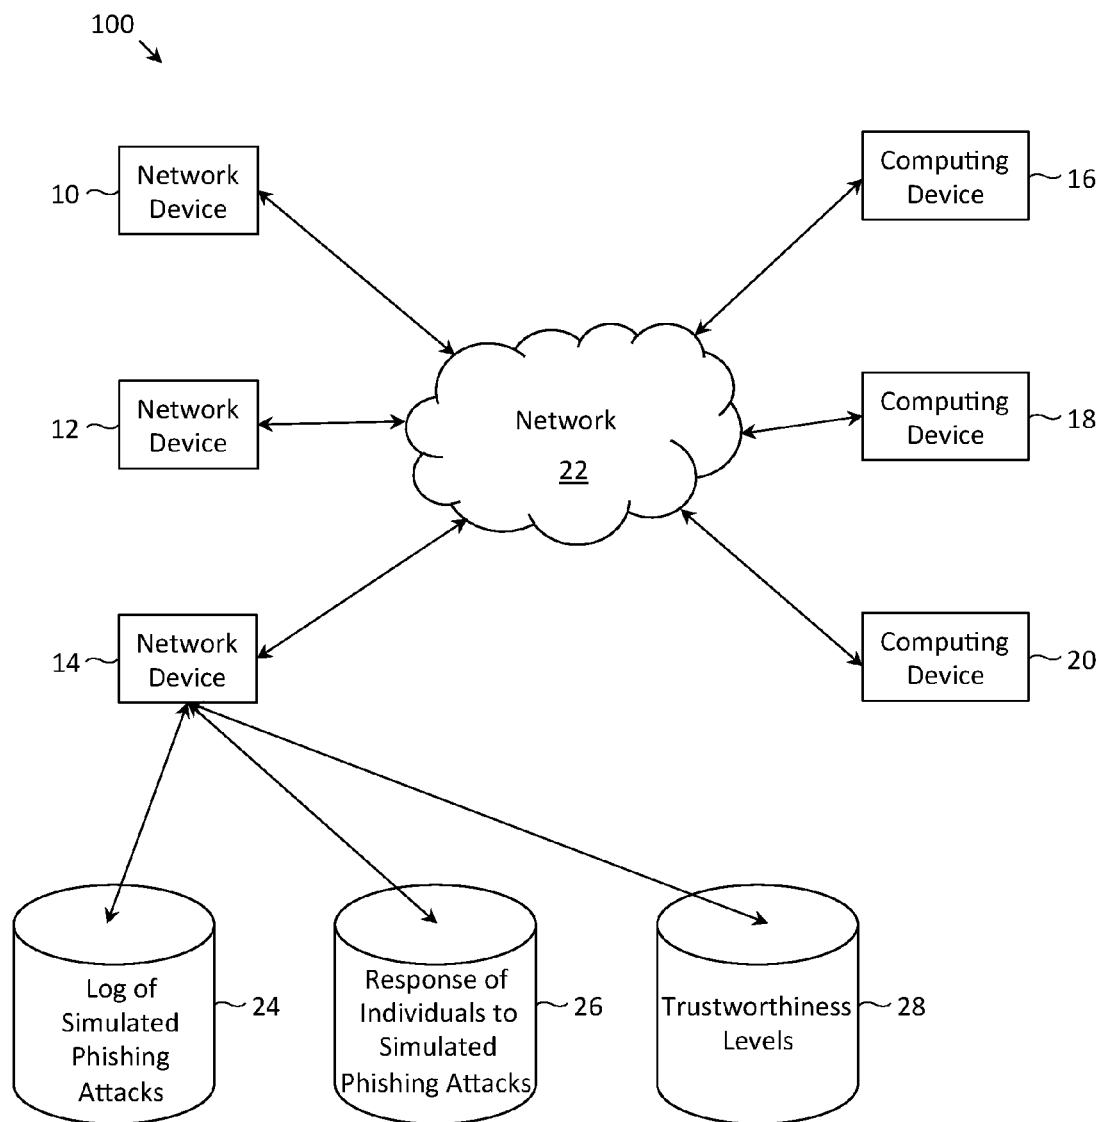 100
Network
Device
10
Computing
Device
16
Network
Device
12
Network
22
Computing
Device
18
Network
Device
14
Computing
Device
20
Log of
Simulated
Phishing
Attacks
24
Response of
Individuals to
Simulated
Phishing Attacks
26
Trustworthiness
Levels
28